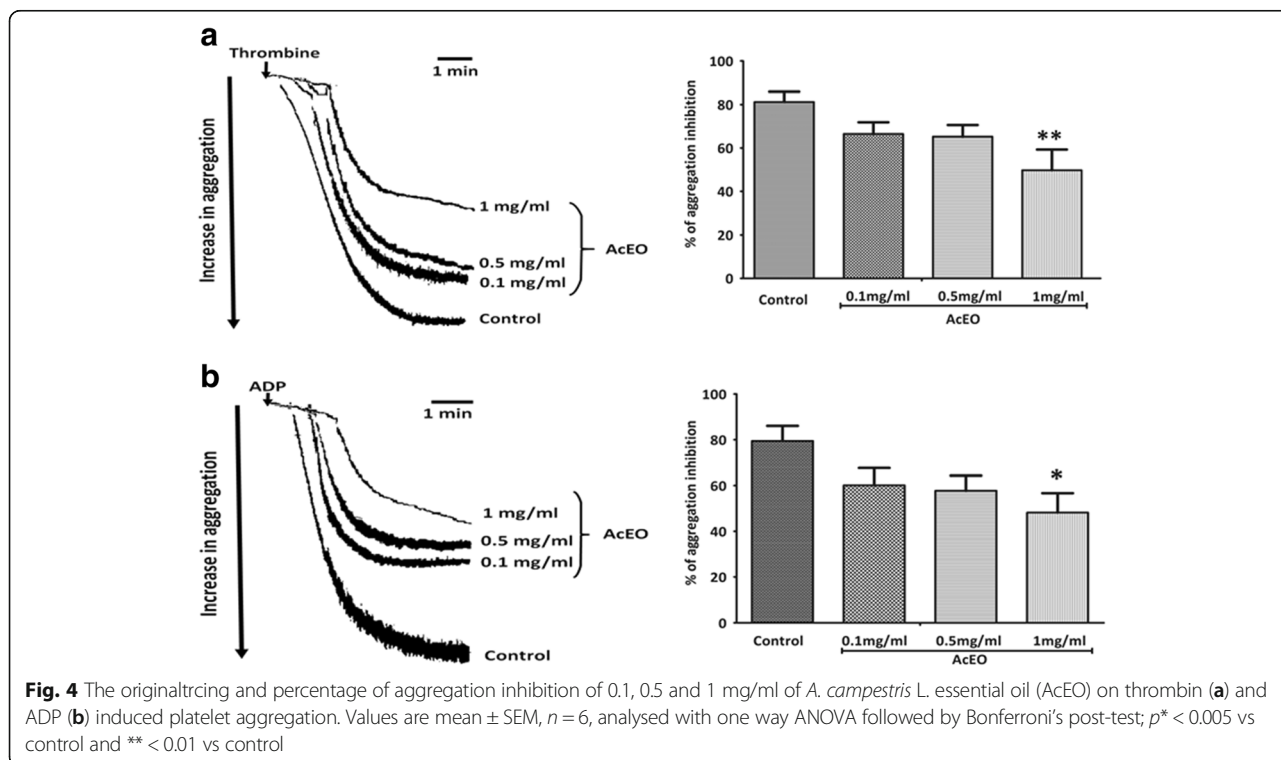 a
Thrombine
1 min
Increase in aggregation
1 mg/ml
0.5 mg/ml
0.1 mg/ml
AcEO
Control
% of aggregation inhibition
100
80
60
40
20
0
**
Control
0.1mg/ml
0.5mg/ml
1mg/ml
AcEO
b
ADP
1 min
Increase in aggregation
1 mg/ml
0.5 mg/ml
0.1 mg/ml
AcEO
Control
% of aggregation inhibition
100
80
60
40
20
0
*
Control
0.1mg/ml
0.5mg/ml
1mg/ml
AcEO
Fig. 4 The originaltrcing and percentage of aggregation inhibition of 0.1, 0.5 and 1 mg/ml of A. campestris L. essential oil (AcEO) on thrombin (a) and
ADP (b) induced platelet aggregation. Values are mean ± SEM, n = 6, analysed with one way ANOVA followed by Bonferroni's post-test; p* < 0.005 vs
control and ** < 0.01 vs control